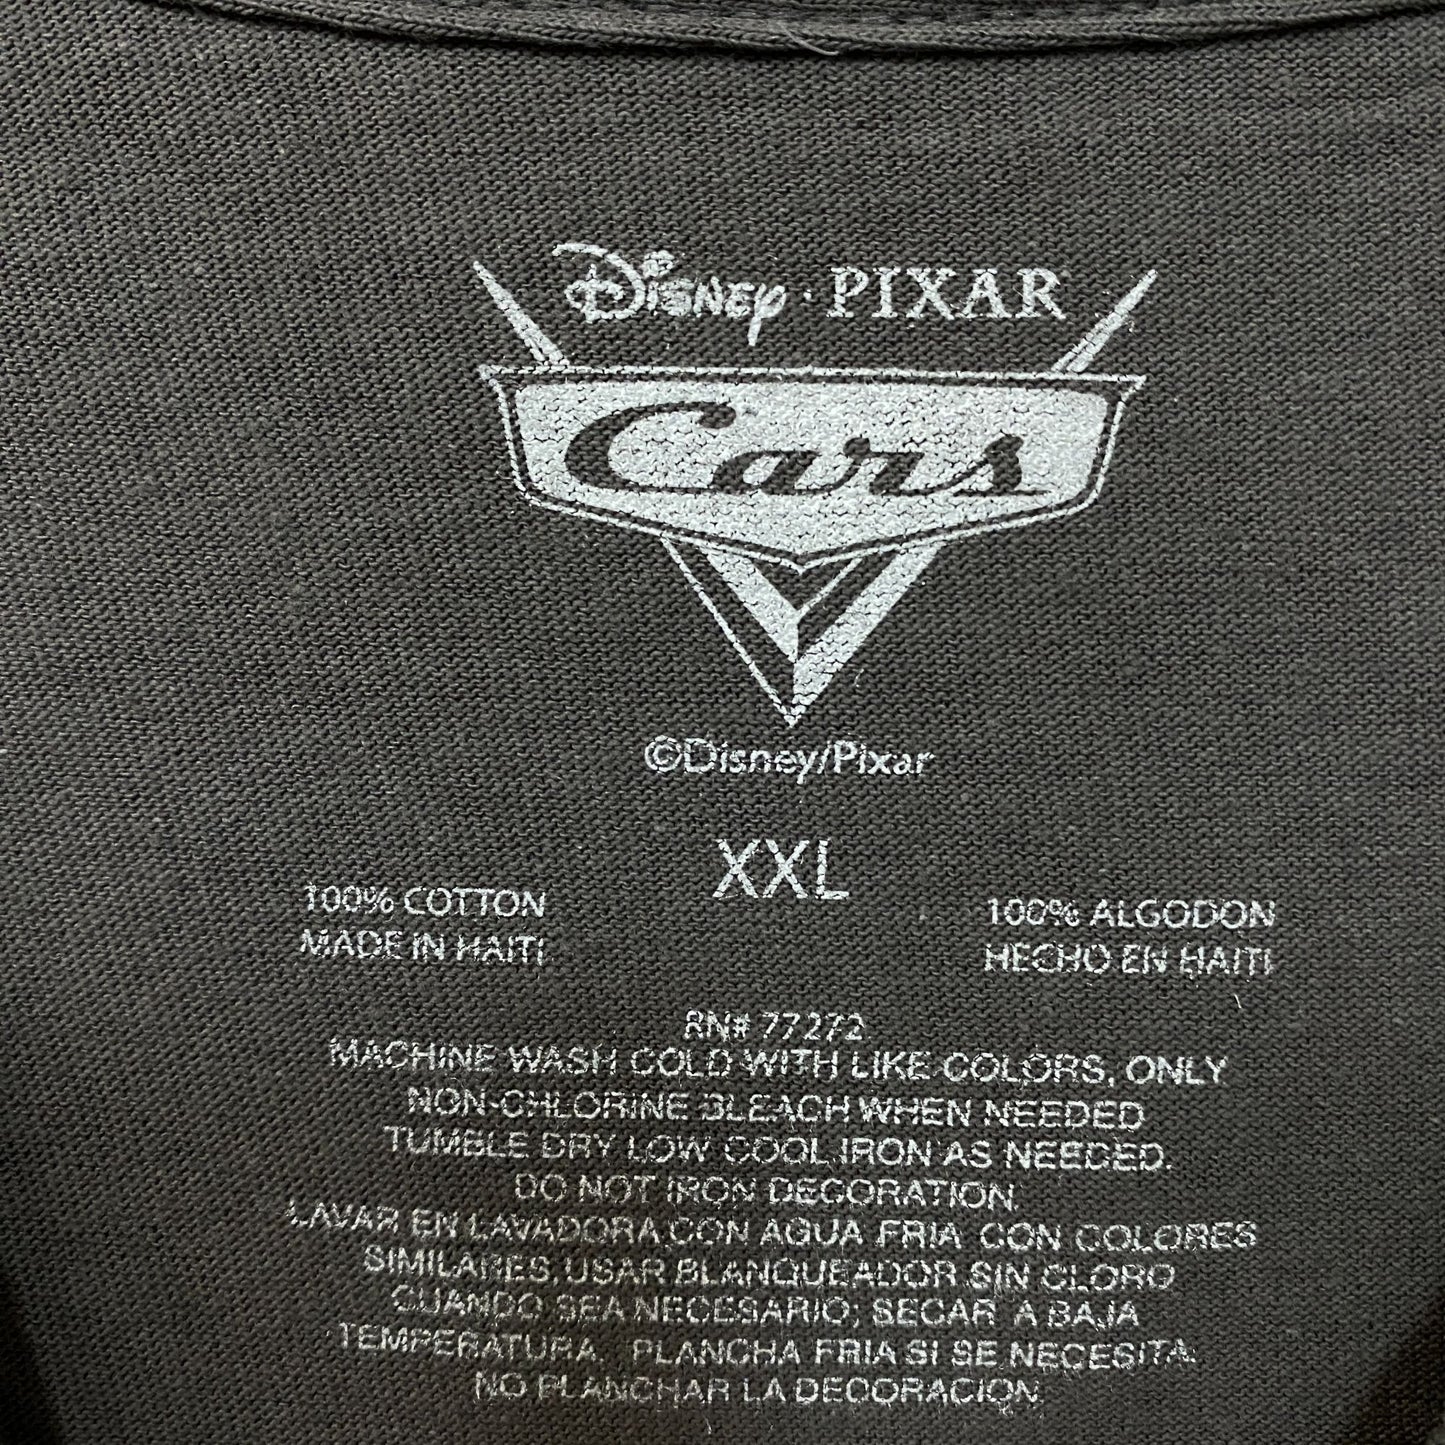 Disney · PIXAR
Cars
©Disney/Pixar
XXL
100% COTTON
MADE IN HAITI
100% ALGODON
HECHO EN HAITI
RN# 77272
MACHINE WASH COLD WITH LIKE COLORS, ONLY
NON-CHLORINE BLEACH WHEN NEEDED
TUMBLE DRY LOW COOL IRON AS NEEDED.
DO NOT IRON DECORATION.
LAVAR EN LAVADORA CON AGUA FRIA CON COLORES
SIMILARES. USAR BLANQUEADOR SIN CLORO
CUANDO SEA NECESARIO; SECAR A BAJA
TEMPERATURA. PLANCHA FRIA SI SE NECESITA.
NO PLANCHAR LA DECORACION.